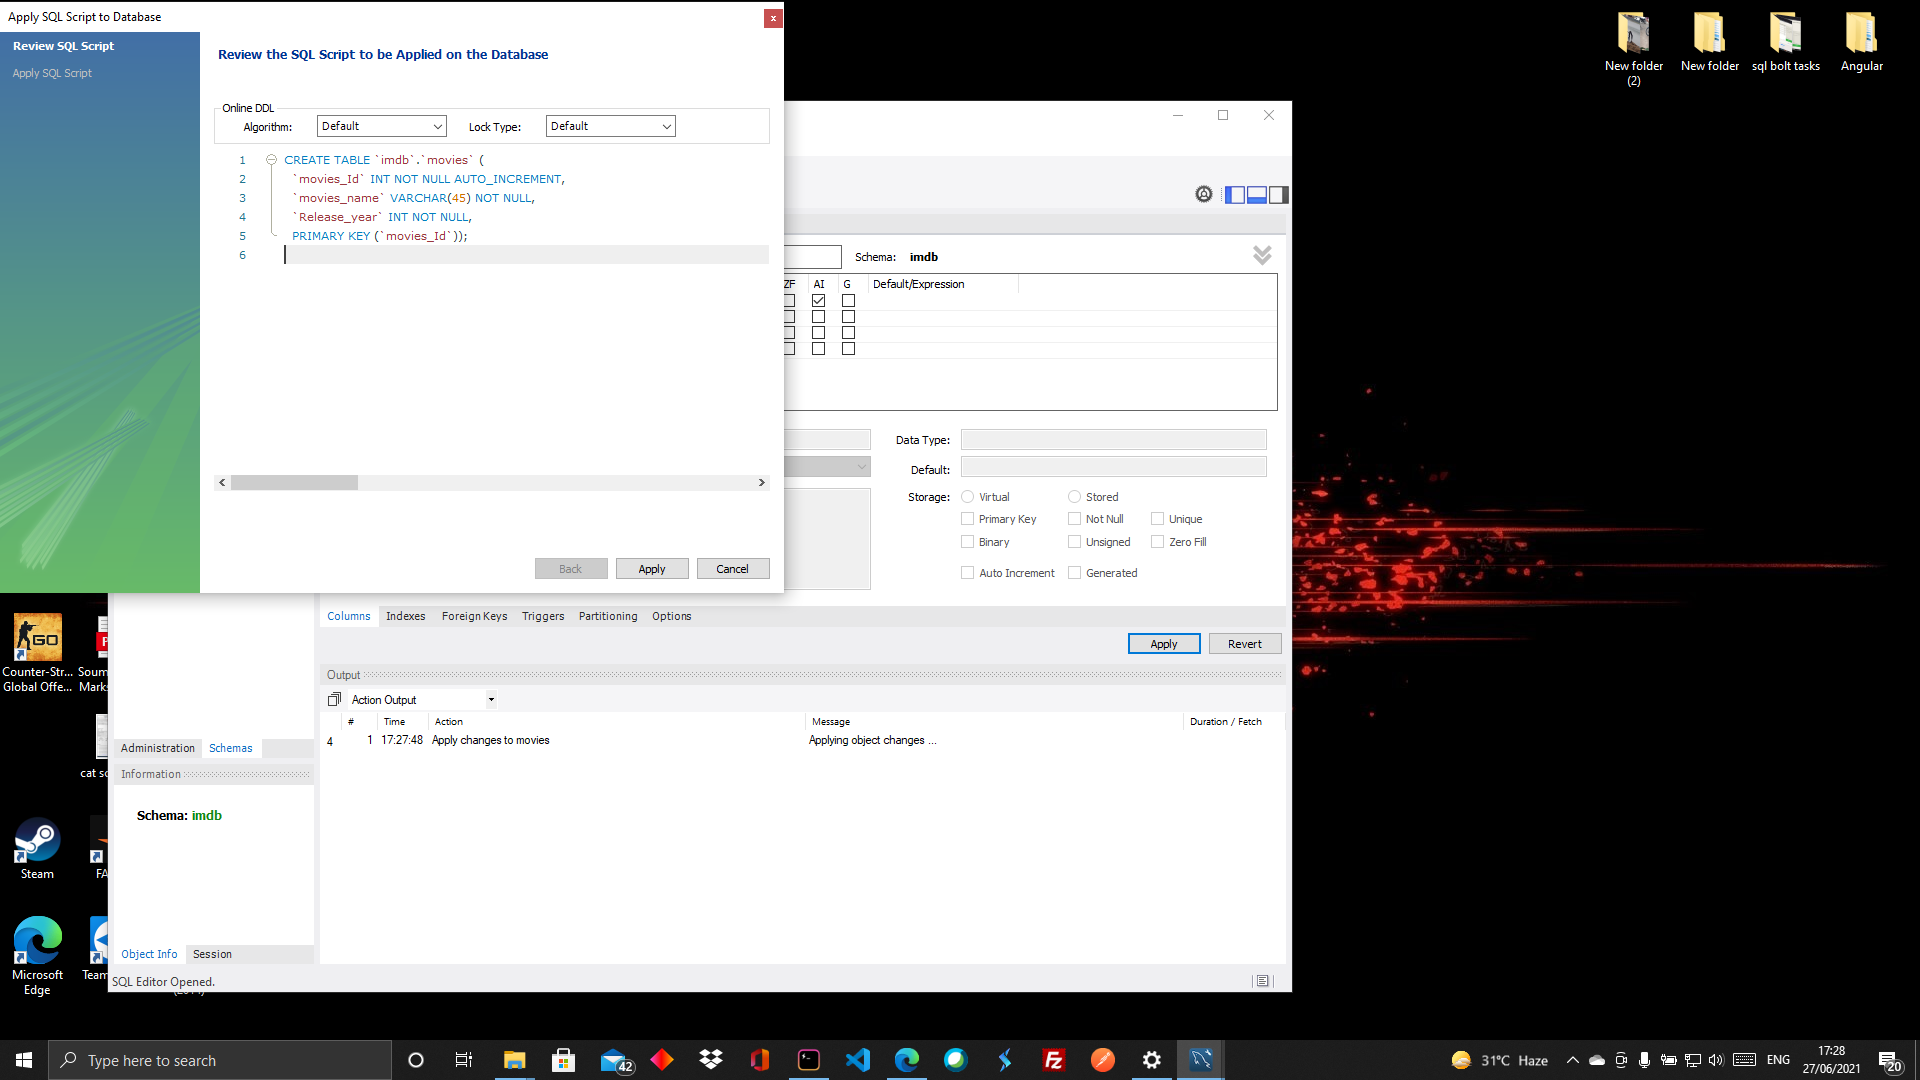 Apply SQL Script to Database
x
Review SQL Script
Apply SQL Script
Review the SQL Script to be Applied on the Database
Online DDL
Algorithm: Default Lock Type: Default
1 CREATE TABLE `imdb`.`movies` (
2 `movies_Id` INT NOT NULL AUTO_INCREMENT,
3 `movies_name` VARCHAR(45) NOT NULL,
4 `Release_year` INT NOT NULL,
5 PRIMARY KEY (`movies_Id`));
6
Back Apply Cancel
New folder (2)
New folder
sql bolt tasks
Angular
Schema: imdb
ZF AI G Default/Expression
Data Type:
Default:
Storage: Virtual Stored
Primary Key Not Null Unique
Binary Unsigned Zero Fill
Auto Increment Generated
Columns Indexes Foreign Keys Triggers Partitioning Options
Apply Revert
Output
Action Output
# Time Action Message Duration / Fetch
4 1 17:27:48 Apply changes to movies Applying object changes ...
Administration Schemas
Information
Schema: imdb
Object Info Session
SQL Editor Opened.
GO
Counter-Str...
Global Offe...
Soum
Marks
cat sc
Steam
FA
Microsoft
Edge
Team
Type here to search
42
31°C Haze
ENG
17:28
27/06/2021
20